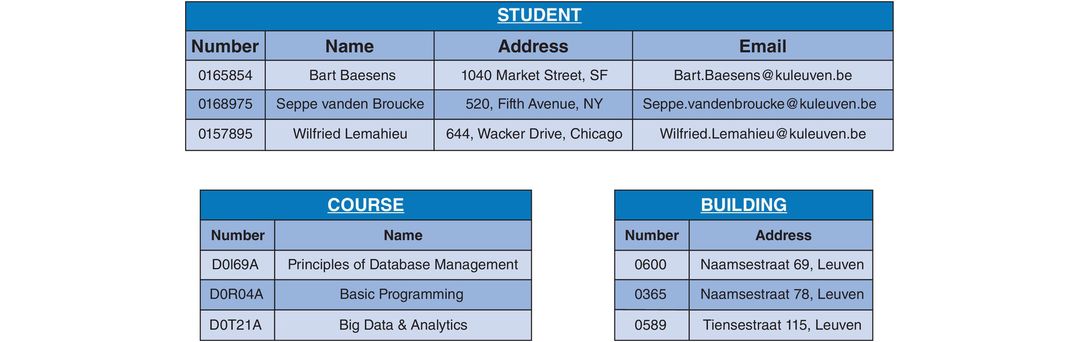 STUDENT
Number Name Address Email
0165854 Bart Baesens 1040 Market Street, SF Bart.Baesens@kuleuven.be
0168975 Seppe vanden Broucke 520, Fifth Avenue, NY Seppe.vandenbroucke@kuleuven.be
0157895 Wilfried Lemahieu 644, Wacker Drive, Chicago Wilfried.Lemahieu@kuleuven.be
COURSE
Number Name
D0I69A Principles of Database Management
D0R04A Basic Programming
D0T21A Big Data & Analytics
BUILDING
Number Address
0600 Naamsestraat 69, Leuven
0365 Naamsestraat 78, Leuven
0589 Tiensestraat 115, Leuven